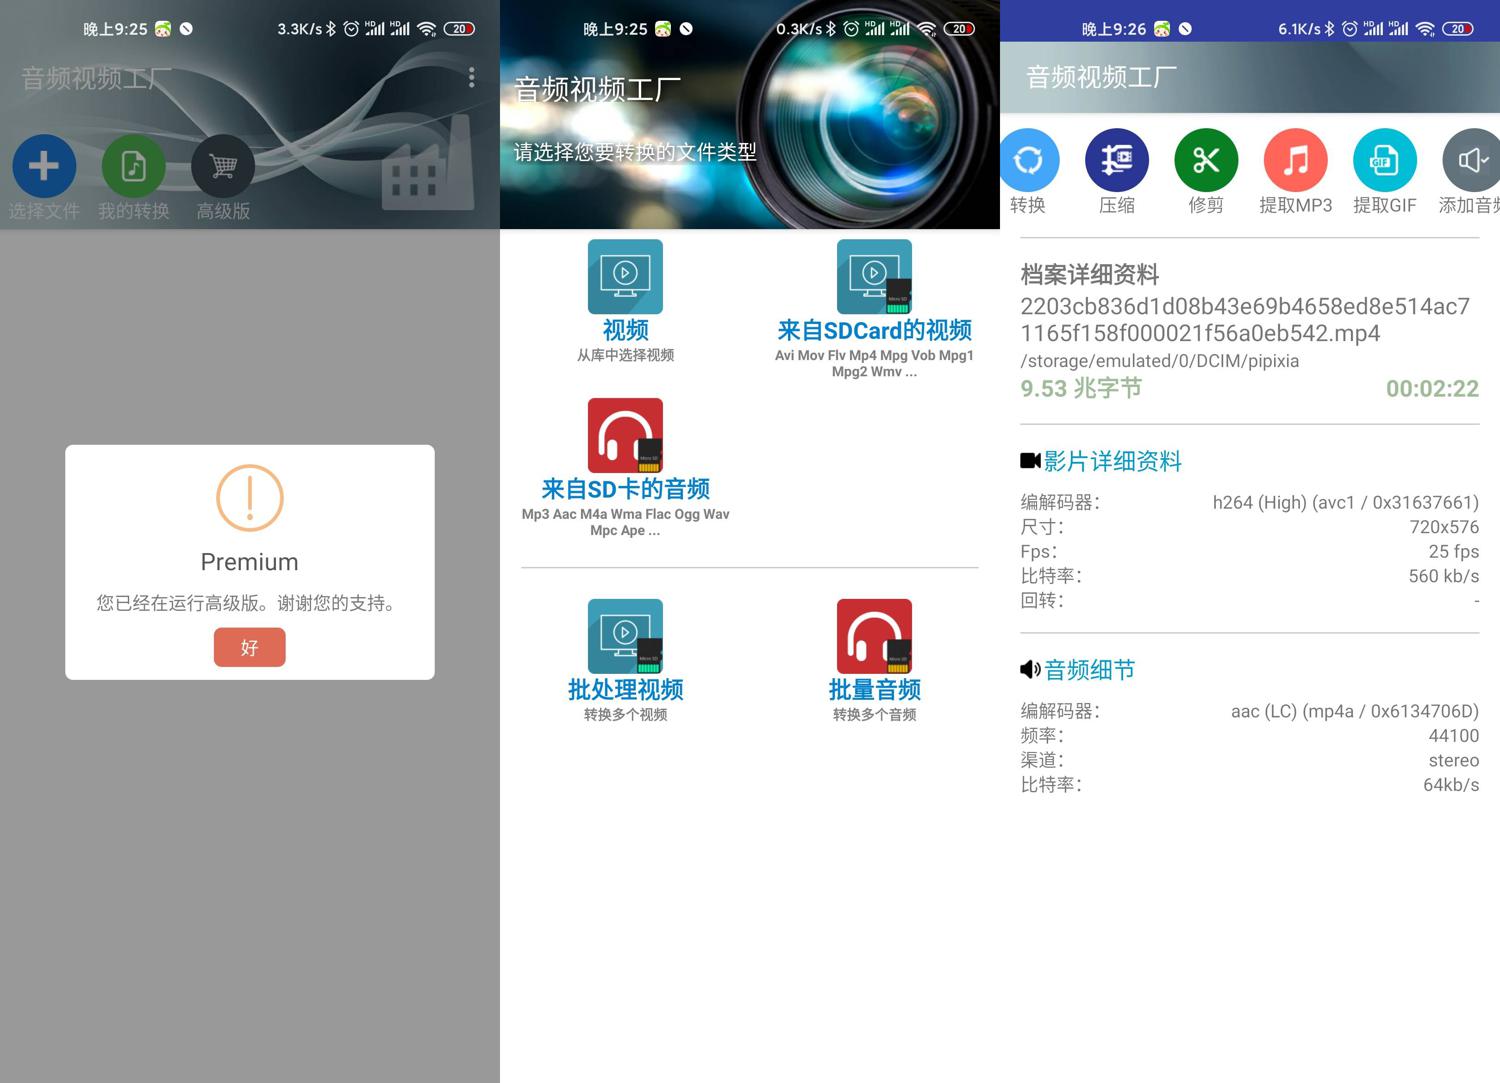 晚上9:25
3.3K/s
HD
HD
20
音频视频工厂
选择文件
我的转换
高级版
Premium
您已经在运行高级版。谢谢您的支持。
好
晚上9:25
0.3K/s
HD
HD
20
音频视频工厂
请选择您要转换的文件类型
视频
从库中选择视频
来自SDCard的视频
Avi Mov Flv Mp4 Mpg Vob Mpg1
Mpg2 Wmv ...
来自SD卡的音频
Mp3 Aac M4a Wma Flac Ogg Wav
Mpc Ape ...
批处理视频
转换多个视频
批量音频
转换多个音频
晚上9:26
6.1K/s
HD
HD
20
音频视频工厂
转换
压缩
修剪
提取MP3
GIF
提取GIF
添加音频
档案详细资料
2203cb836d1d08b43e69b4658ed8e514ac7
1165f158f000021f56a0eb542.mp4
/storage/emulated/0/DCIM/pipixia
9.53 兆字节 00:02:22
影片详细资料
编解码器： h264 (High) (avc1 / 0x31637661)
尺寸： 720x576
Fps： 25 fps
比特率： 560 kb/s
回转： -
音频细节
编解码器： aac (LC) (mp4a / 0x6134706D)
频率： 44100
渠道： stereo
比特率： 64kb/s